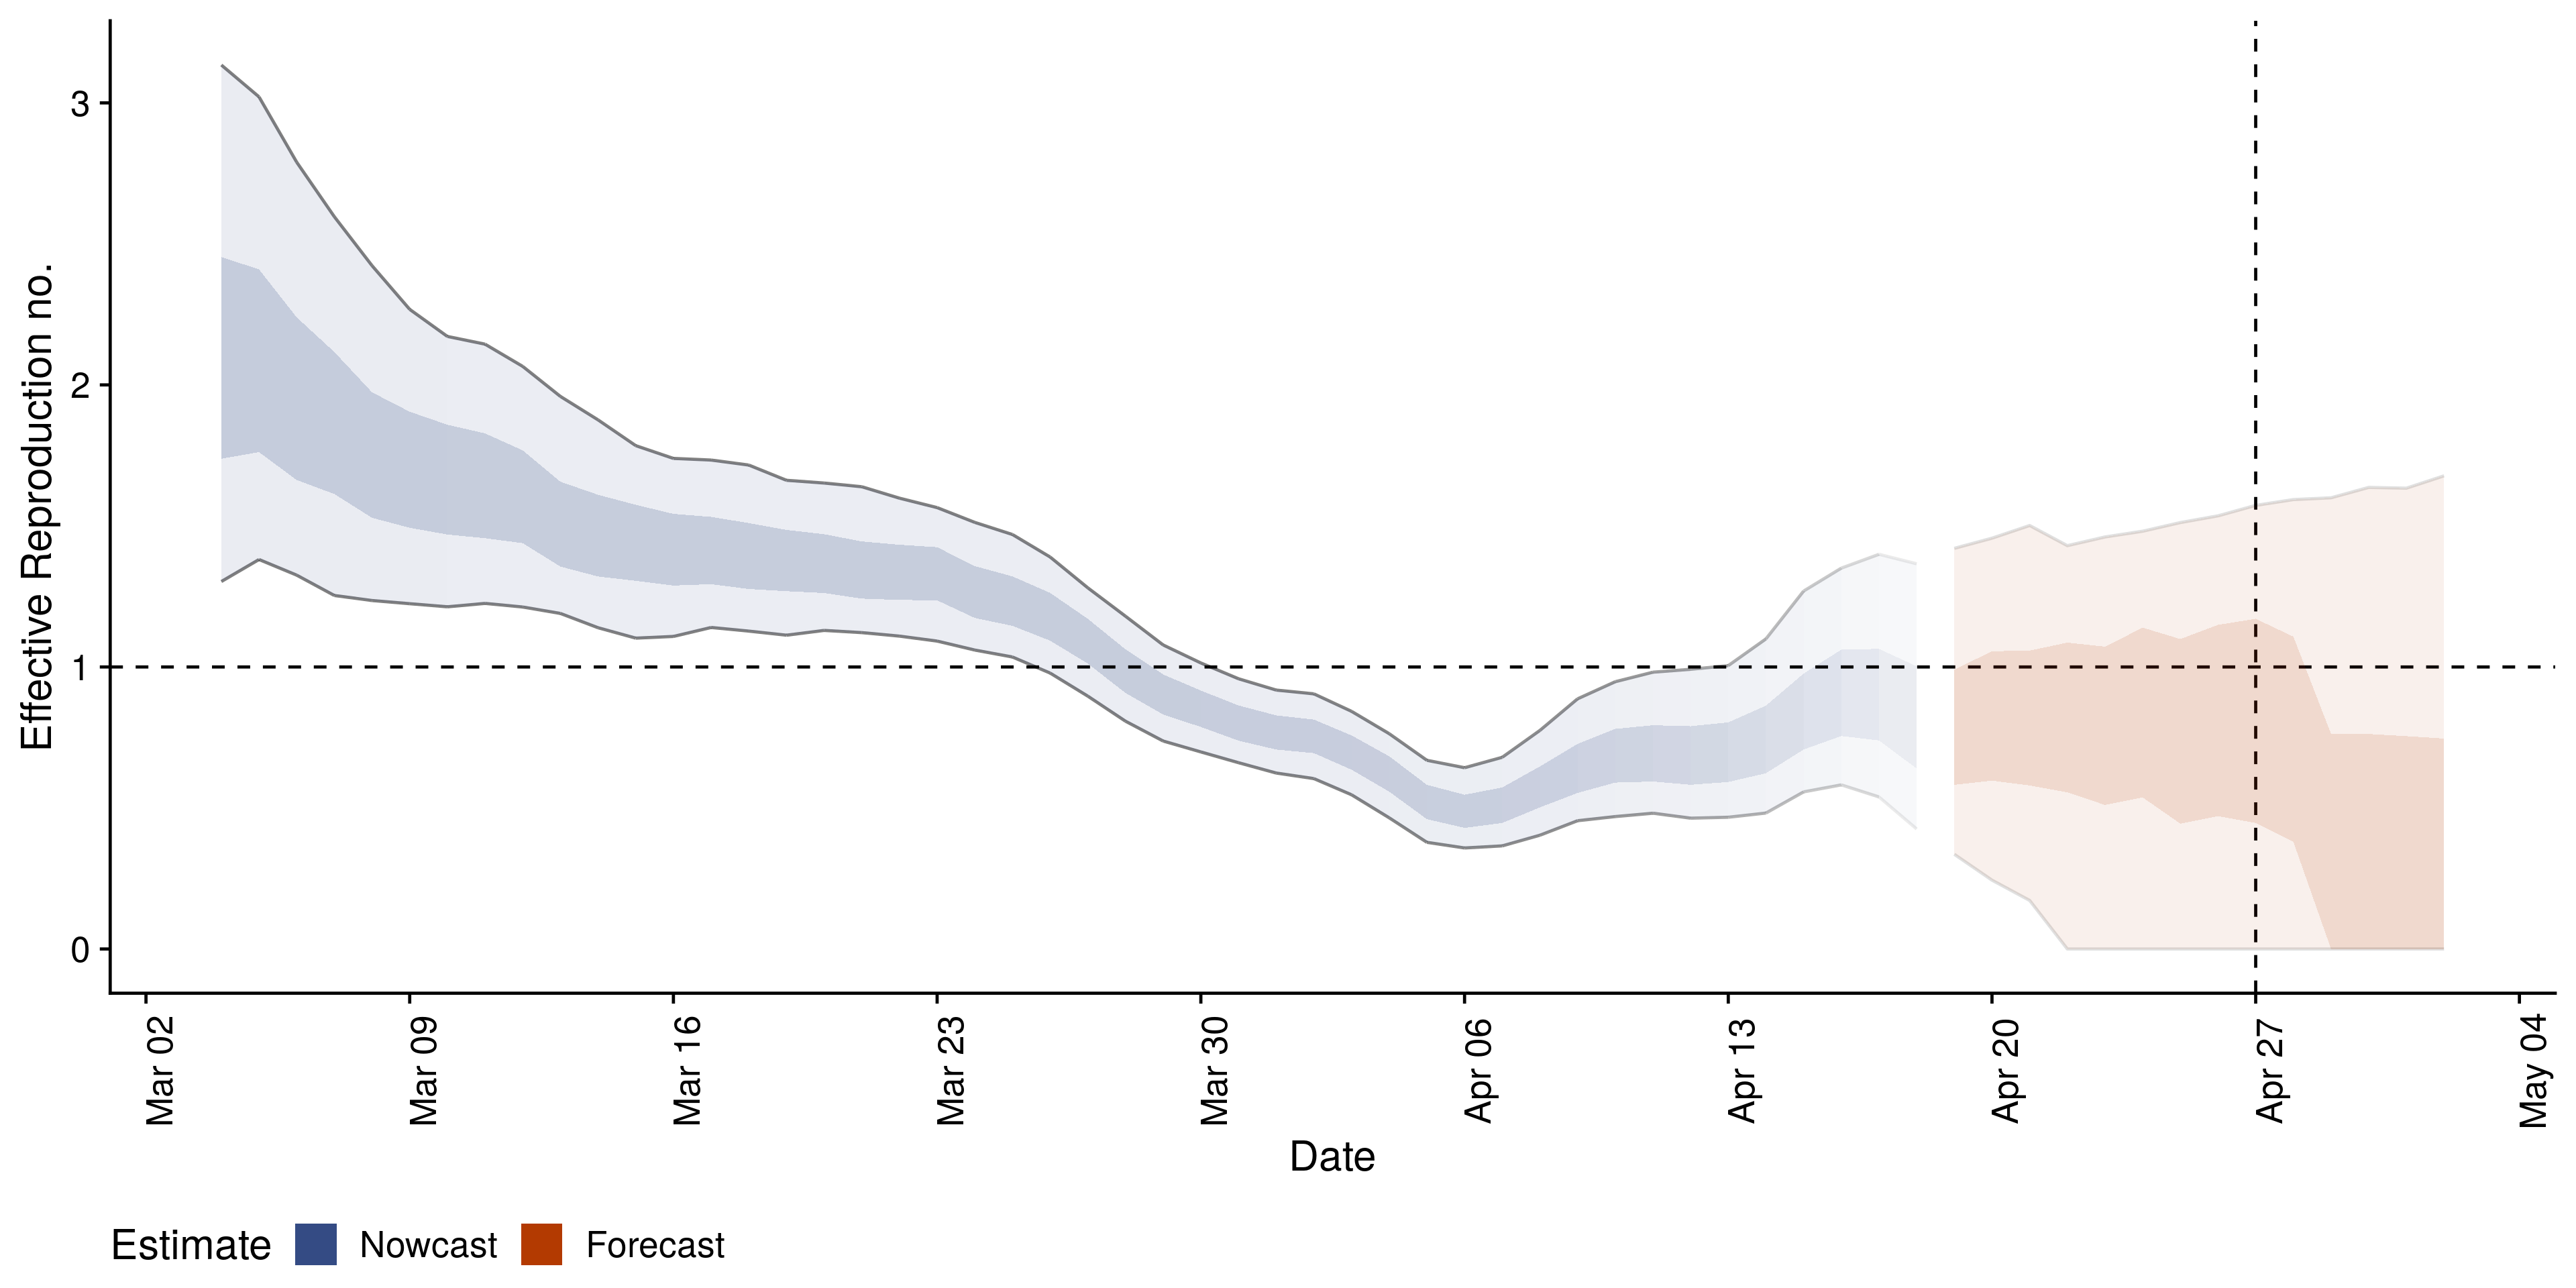 Effective Reproduction no.
3
2
1
0
Mar 02
Mar 09
Mar 16
Mar 23
Mar 30
Apr 06
Apr 13
Apr 20
Apr 27
May 04
Date
Estimate Nowcast Forecast